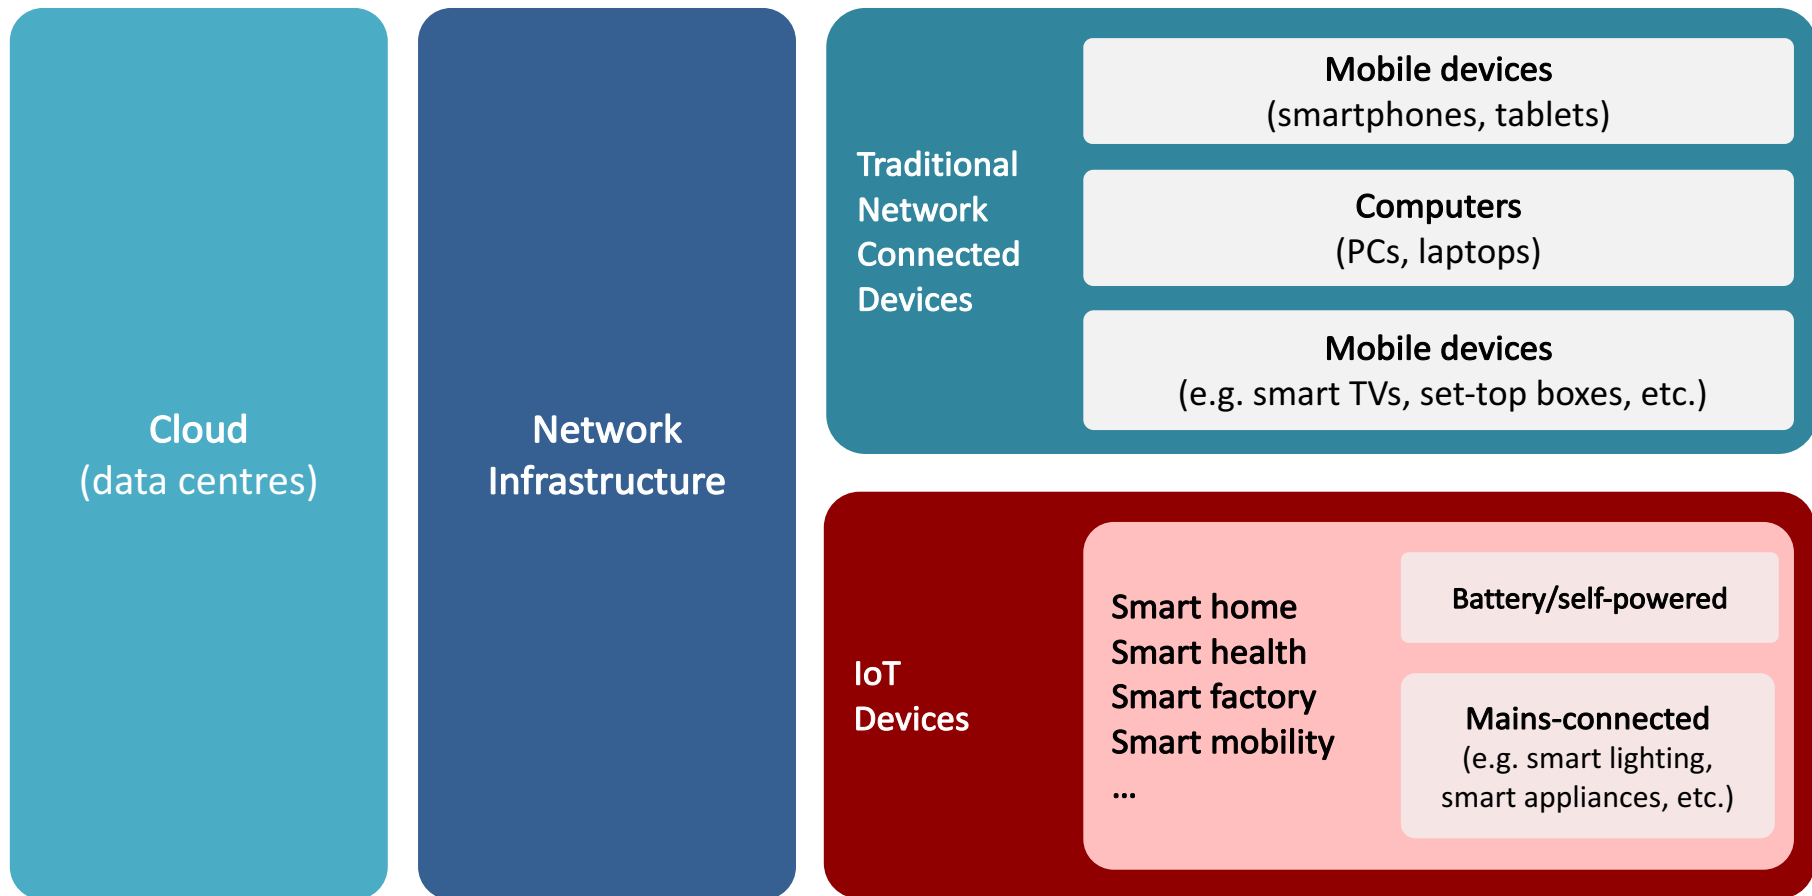 Cloud
(data centres)
Network
Infrastructure
Traditional
Network
Connected
Devices
Mobile devices
(smartphones, tablets)
Computers
(PCs, laptops)
Mobile devices
(e.g. smart TVs, set-top boxes, etc.)
IoT
Devices
Smart home
Smart health
Smart factory
Smart mobility
...
Battery/self-powered
Mains-connected
(e.g. smart lighting,
smart appliances, etc.)